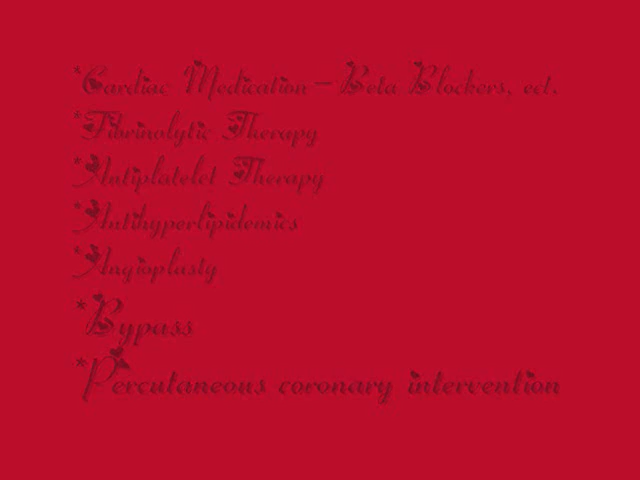 *Cardiac Medication – Beta Blockers, ect.
*Fibrinolytic Therapy
*Antiplatelet Therapy
*Antihyperlipidemics
*Angioplasty
*Bypass
*Percutaneous coronary intervention